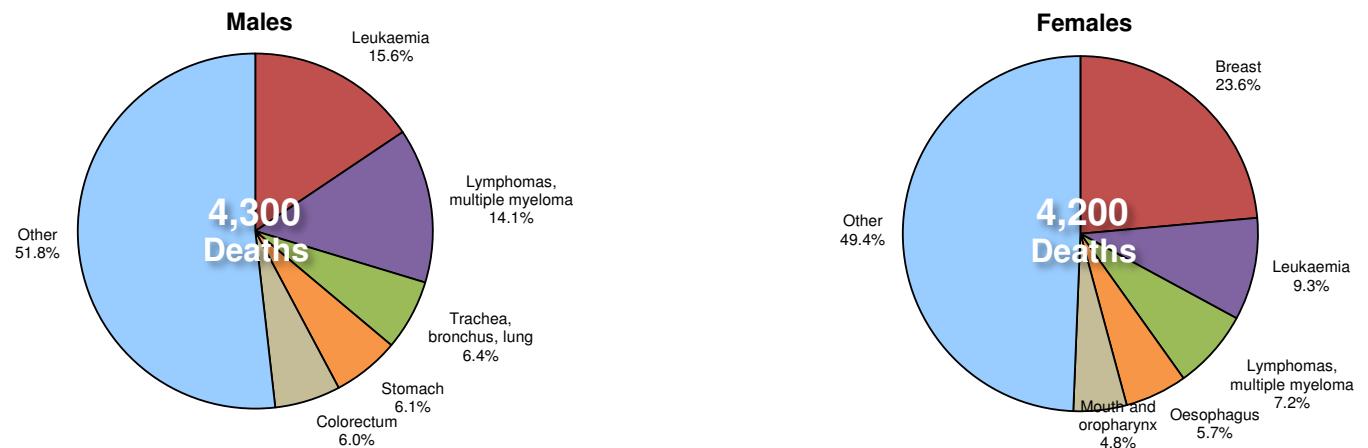 Males
Leukaemia
15.6%
Lymphomas,
multiple myeloma
14.1%
Trachea,
bronchus, lung
6.4%
Stomach
6.1%
Colorectum
6.0%
Other
51.8%
4,300
Deaths
Females
Breast
23.6%
Leukaemia
9.3%
Lymphomas,
multiple myeloma
7.2%
Oesophagus
5.7%
Mouth and
oropharynx
4.8%
Other
49.4%
4,200
Deaths